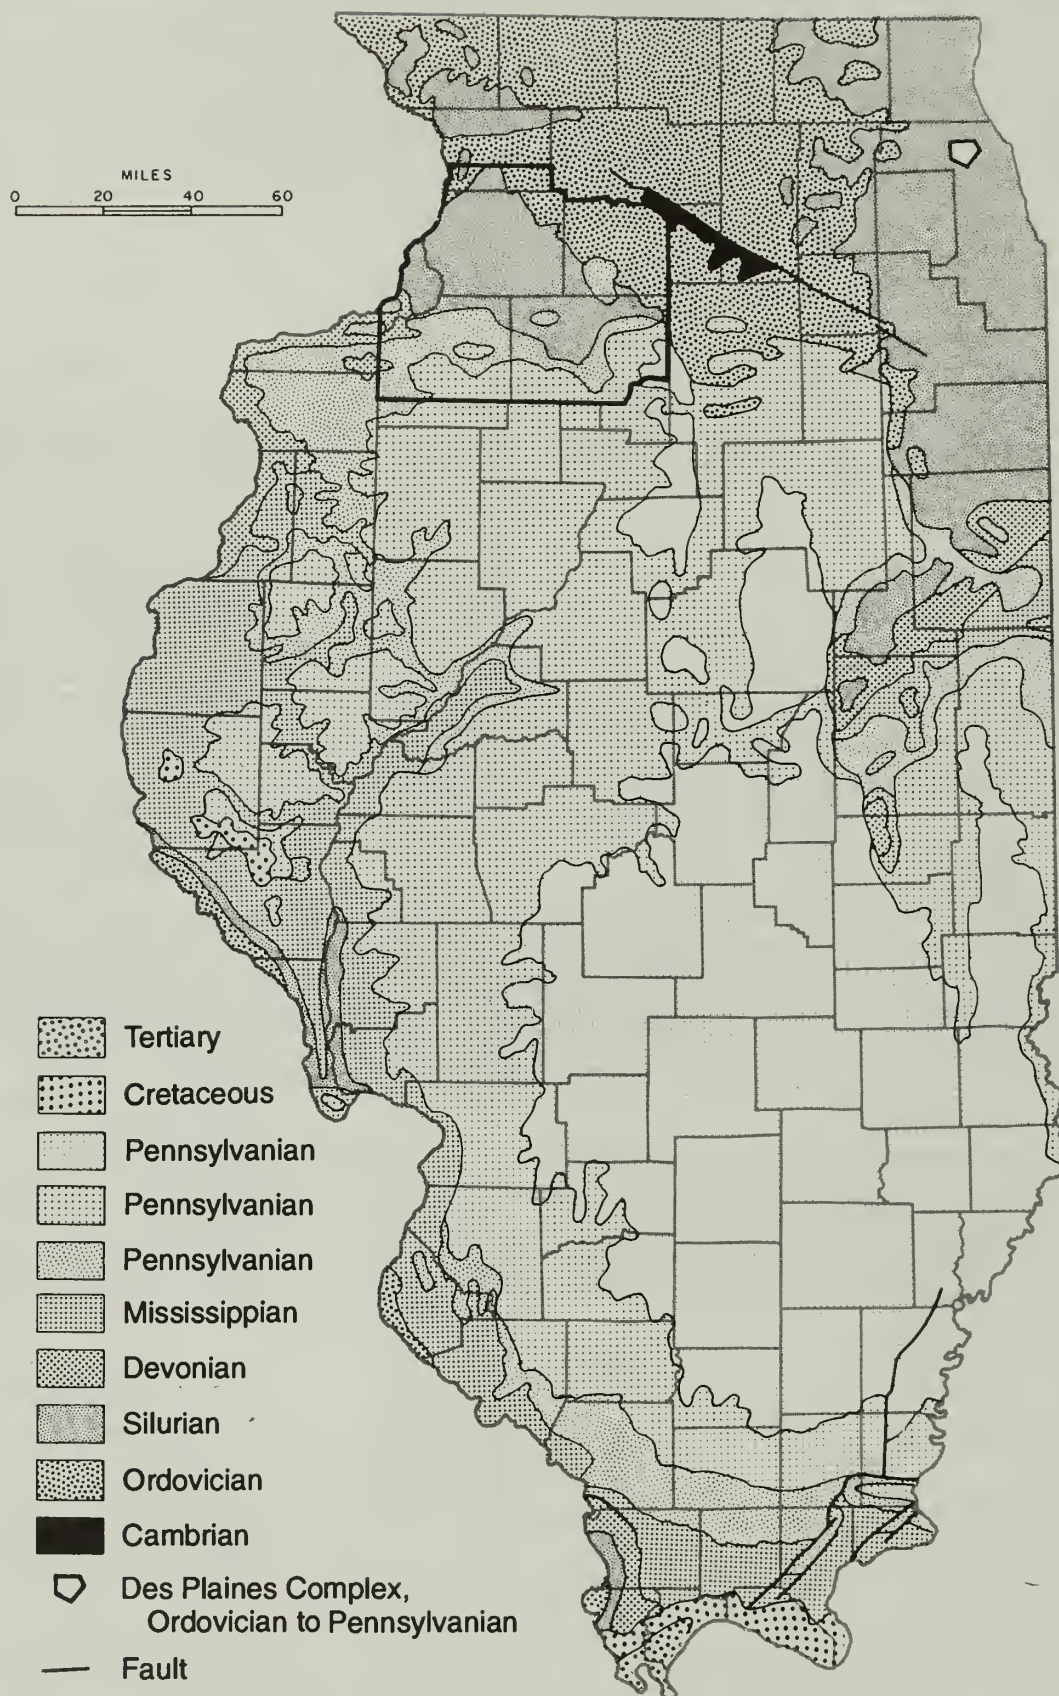 MILES
0 20 40 60
Tertiary
Cretaceous
Pennsylvanian
Pennsylvanian
Pennsylvanian
Mississippian
Devonian
Silurian
Ordovician
Cambrian
Des Plaines Complex,
Ordovician to Pennsylvanian
Fault